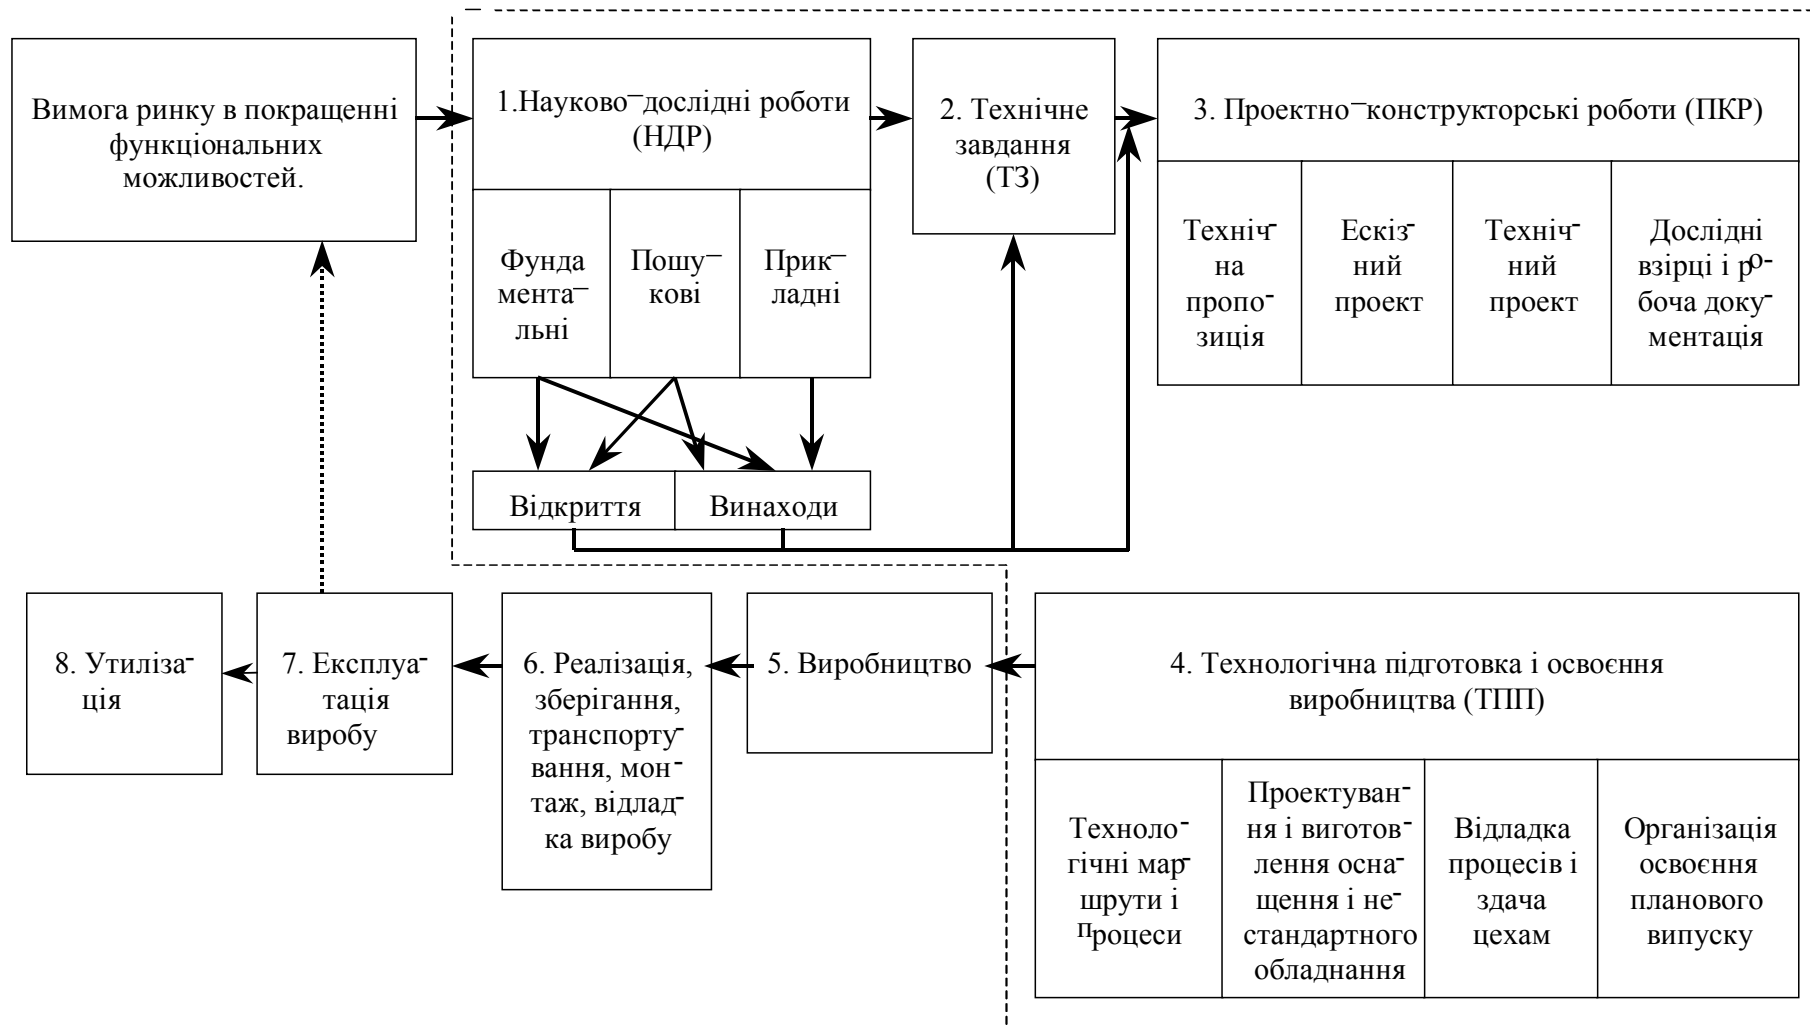 Вимога ринку в покращенні
функціональних
можливостей.
1.Науково–дослідні роботи
(НДР)
Фунда
мента–
льні
Пошу–
кові
Прик–
ладні
Відкриття
Винаходи
2. Технічне
завдання
(ТЗ)
3. Проектно–конструкторські роботи (ПКР)
Техніч-
на
пропо-
зиція
Ескіз-
ний
проект
Техніч-
ний
проект
Дослідні
взірці і ро-
боча доку-
ментація
8. Утиліза-
ція
7. Експлуа-
тація
виробу
6. Реалізація,
зберігання,
транспорту-
вання, мон-
таж, відлад-
ка виробу
5. Виробництво
4. Технологічна підготовка і освоєння
виробництва (ТПП)
Техноло-
гічні мар-
шрути і
процеси
Проектуван-
ня і виготов-
лення осна-
щення і не-
стандартного
обладнання
Відладка
процесів і
здача
цехам
Організація
освоєння
планового
випуску